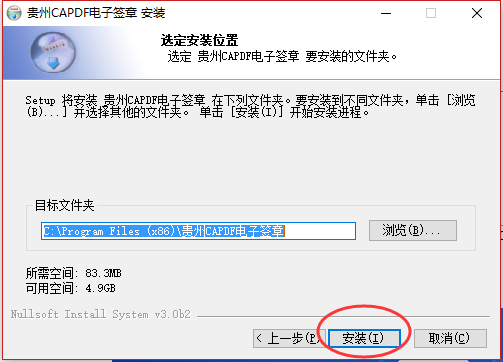 贵州CAPDF电子签章 安装
选定安装位置
选定 贵州CAPDF电子签章 要安装的文件夹。
Setup 将安装 贵州CAPDF电子签章 在下列文件夹。要安装到不同文件夹，单击 [浏览
(B)...] 并选择其他的文件夹。 单击 [安装(I)] 开始安装进程。
目标文件夹
C:\Program Files (x86)\贵州CAPDF电子签章
浏览(B)...
所需空间: 83.3MB
可用空间: 4.9GB
Nullsoft Install System v3.0b2
< 上一步(P)
安装(I)
取消(C)